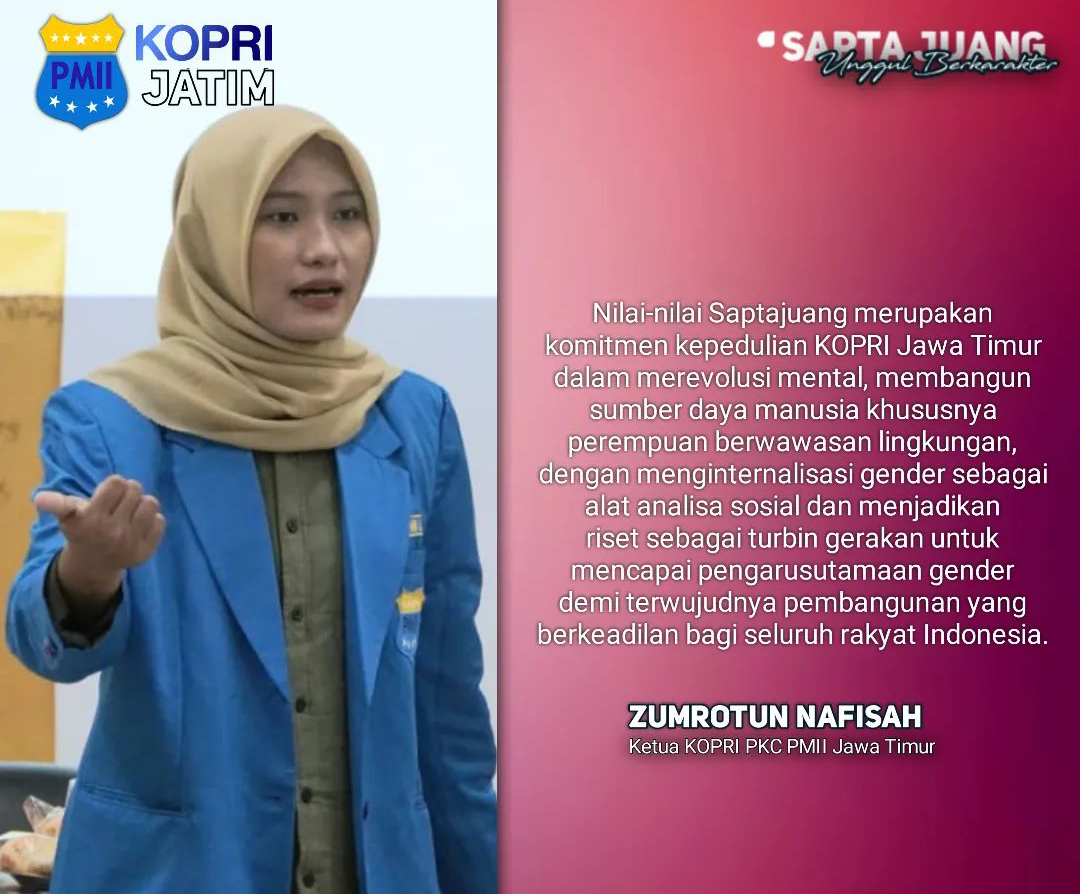 PMII
KOPRI
JATIM
SAPTA JUANG
Unggul Berkarakter
Nilai-nilai Saptajuang merupakan
komitmen kepedulian KOPRI Jawa Timur
dalam merevolusi mental, membangun
sumber daya manusia khususnya
perempuan berwawasan lingkungan,
dengan menginternalisasi gender sebagai
alat analisa sosial dan menjadikan
riset sebagai turbin gerakan untuk
mencapai pengarusutamaan gender
demi terwujudnya pembangunan yang
berkeadilan bagi seluruh rakyat Indonesia.
ZUMROTUN NAFISAH
Ketua KOPRI PKC PMII Jawa Timur